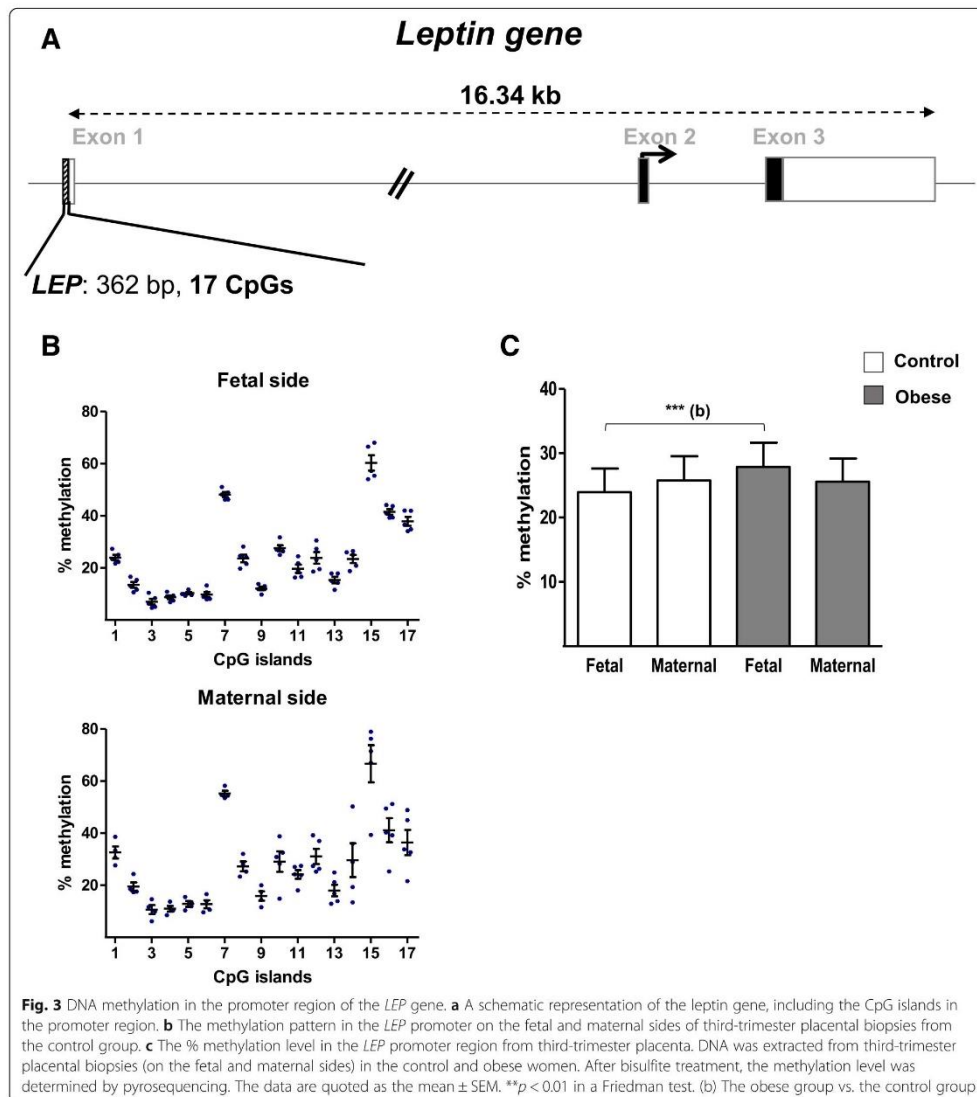 A
Leptin gene
16.34 kb
Exon 1
Exon 2
Exon 3
LEP: 362 bp, 17 CpGs
B
Fetal side
% methylation
80
60
40
20
1 3 5 7 9 11 13 15 17
CpG islands
Maternal side
% methylation
80
60
40
20
1 3 5 7 9 11 13 15 17
CpG islands
C
Control
Obese
% methylation
40
30
20
10
*** (b)
Fetal Maternal Fetal Maternal
Fig. 3 DNA methylation in the promoter region of the LEP gene. a A schematic representation of the leptin gene, including the CpG islands in
the promoter region. b The methylation pattern in the LEP promoter on the fetal and maternal sides of third-trimester placental biopsies from
the control group. c The % methylation level in the LEP promoter region from third-trimester placenta. DNA was extracted from third-trimester
placental biopsies (on the fetal and maternal sides) in the control and obese women. After bisulfite treatment, the methylation level was
determined by pyrosequencing. The data are quoted as the mean ± SEM. **p < 0.01 in a Friedman test. (b) The obese group vs. the control group